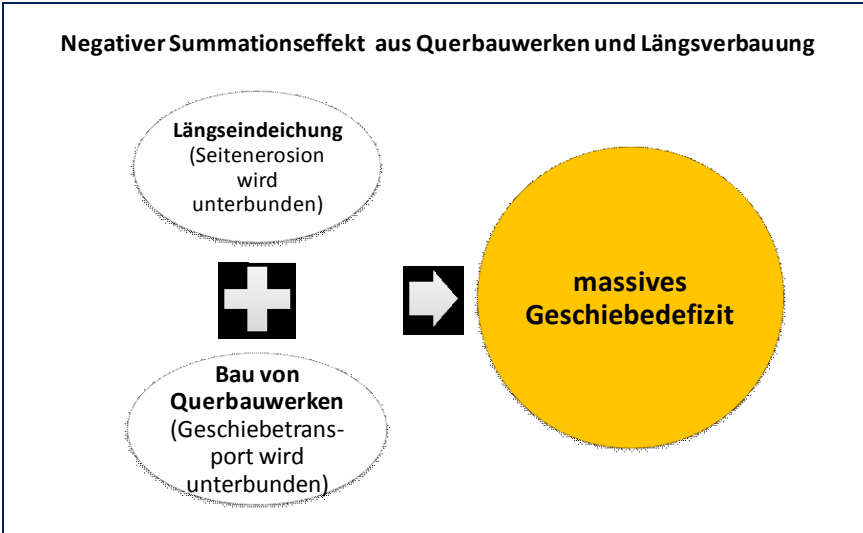 Negativer Summationseffekt aus Querbauwerken und Längsverbauung
Längseindeichung
(Seitenerosion
wird
unterbunden)
Bau von
Querbauwerken
(Geschiebetrans-
port wird
unterbunden)
massives
Geschiebedefizit